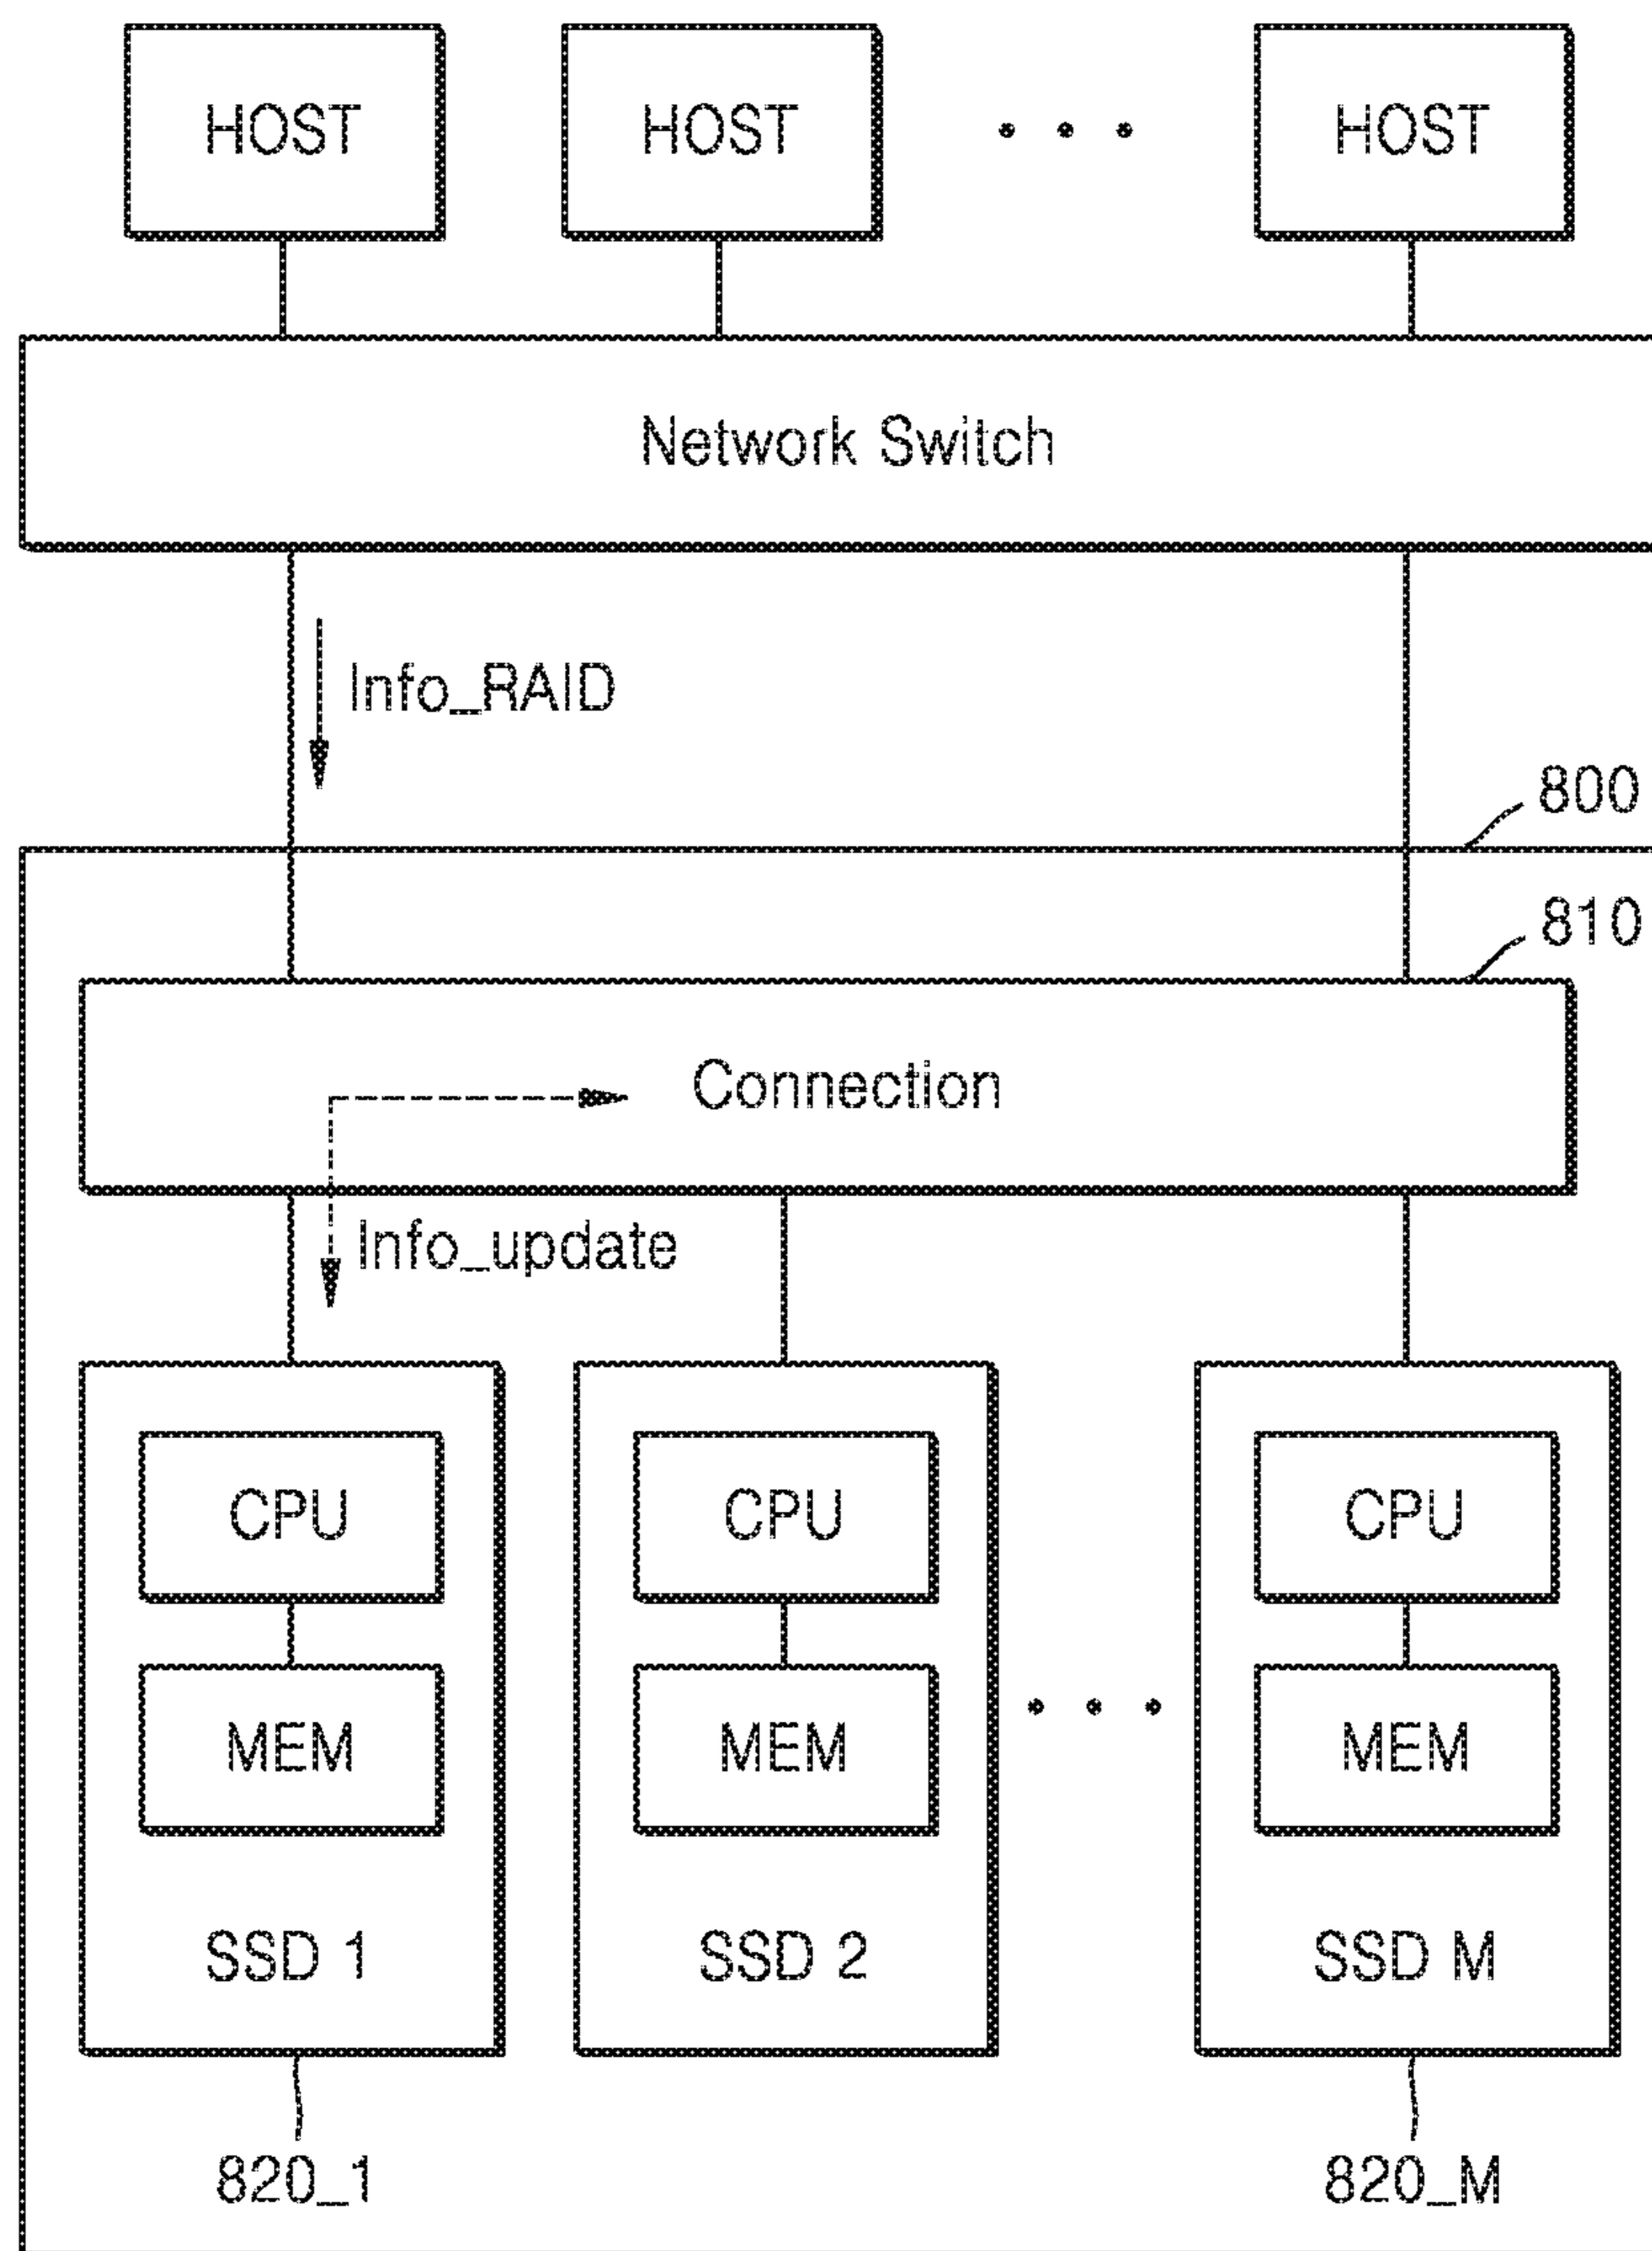 HOST HOST • • • HOST
Network Switch
Info_RAID
800
810
Connection
Info_update
CPU CPU CPU
MEM MEM • • • MEM
SSD 1 SSD 2 SSD M
820_1 820_M